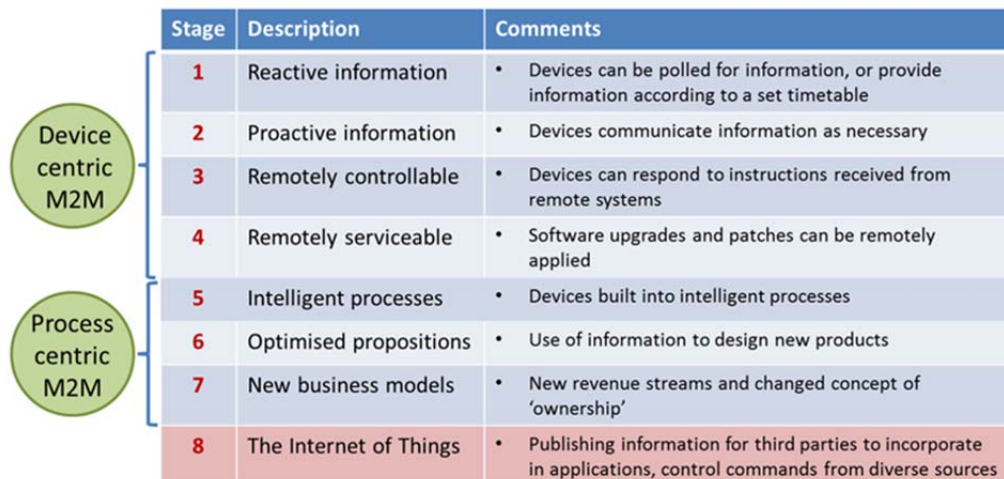 Stage Description Comments
1 Reactive information • Devices can be polled for information, or provide
information according to a set timetable
2 Proactive information • Devices communicate information as necessary
3 Remotely controllable • Devices can respond to instructions received from
remote systems
4 Remotely serviceable • Software upgrades and patches can be remotely
applied
Device
centric
M2M
5 Intelligent processes • Devices built into intelligent processes
6 Optimised propositions • Use of information to design new products
7 New business models • New revenue streams and changed concept of
‘ownership’
Process
centric
M2M
8 The Internet of Things • Publishing information for third parties to incorporate
in applications, control commands from diverse sources